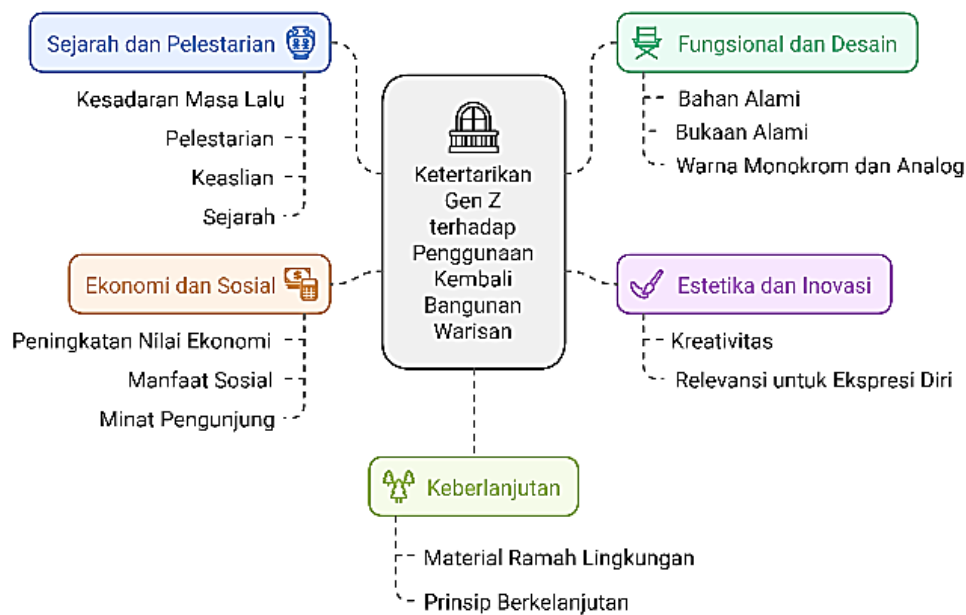 Sejarah dan Pelestarian
Kesadaran Masa Lalu
Pelestarian
Keaslian
Sejarah
Ekonomi dan Sosial
Peningkatan Nilai Ekonomi
Manfaat Sosial
Minat Pengunjung
Ketertarikan
Gen Z
terhadap
Penggunaan
Kembali
Bangunan
Warisan
Fungsional dan Desain
Bahan Alami
Bukaan Alami
Warna Monokrom dan Analog
Estetika dan Inovasi
Kreativitas
Relevansi untuk Ekspresi Diri
Keberlanjutan
Material Ramah Lingkungan
Prinsip Berkelanjutan